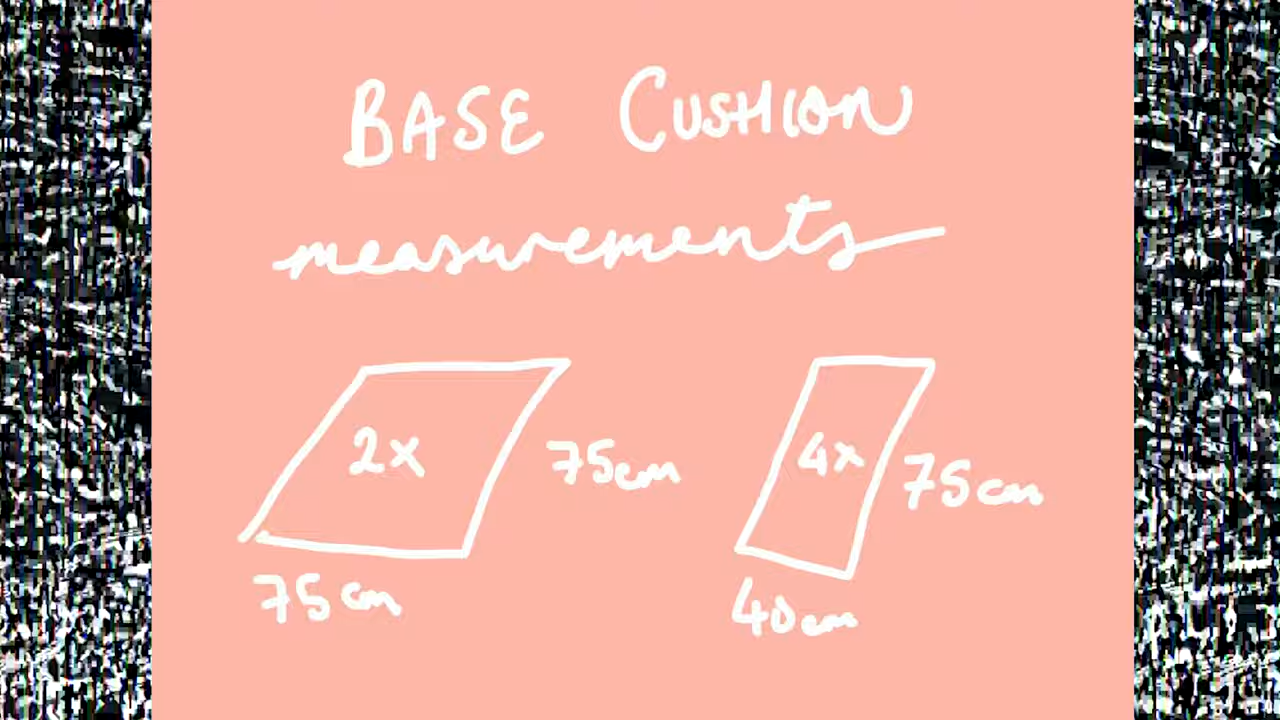 BASE CUSHION
measurements
2x
75cm
75cm
4x
75cm
40cm